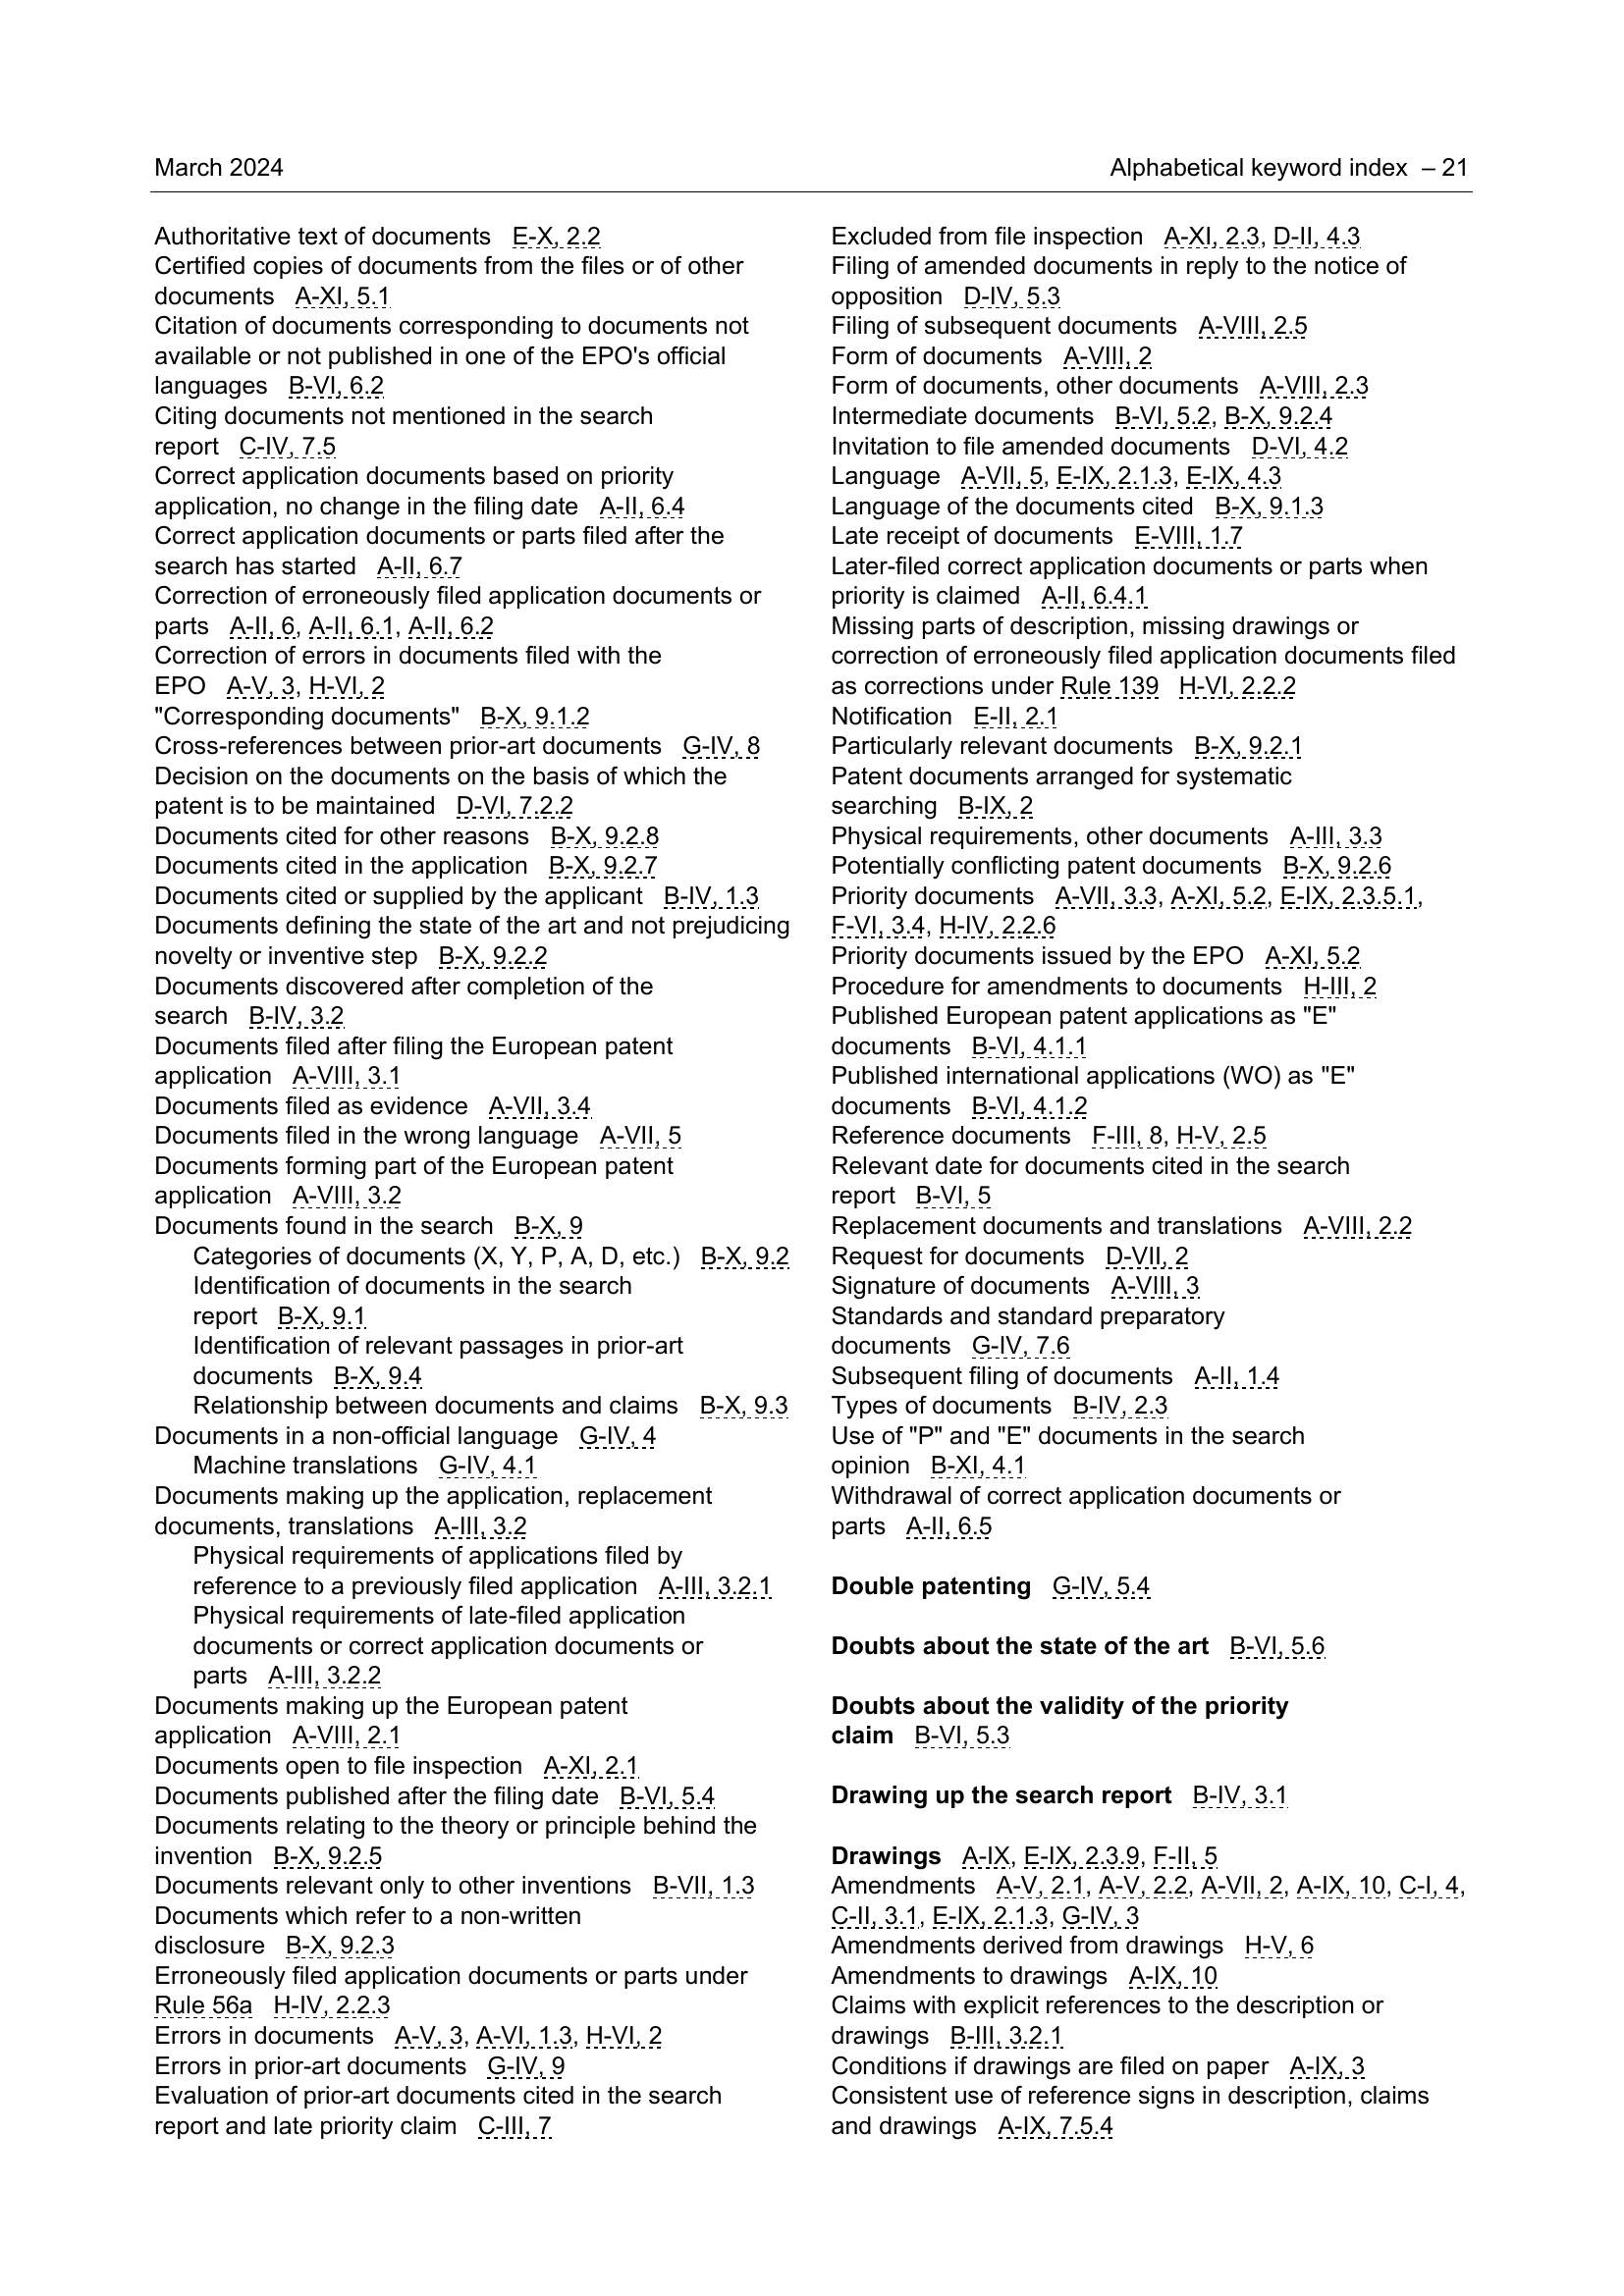 March 2024
Alphabetical keyword index – 21
Authoritative text of documents E-X, 2.2
Certified copies of documents from the files or of other
documents A-XI, 5.1
Citation of documents corresponding to documents not
available or not published in one of the EPO's official
languages B-VI, 6.2
Citing documents not mentioned in the search
report C-IV, 7.5
Correct application documents based on priority
application, no change in the filing date A-II, 6.4
Correct application documents or parts filed after the
search has started A-II, 6.7
Correction of erroneously filed application documents or
parts A-II, 6, A-II, 6.1, A-II, 6.2
Correction of errors in documents filed with the
EPO A-V, 3, H-VI, 2
"Corresponding documents" B-X, 9.1.2
Cross-references between prior-art documents G-IV, 8
Decision on the documents on the basis of which the
patent is to be maintained D-VI, 7.2.2
Documents cited for other reasons B-X, 9.2.8
Documents cited in the application B-X, 9.2.7
Documents cited or supplied by the applicant B-IV, 1.3
Documents defining the state of the art and not prejudicing
novelty or inventive step B-X, 9.2.2
Documents discovered after completion of the
search B-IV, 3.2
Documents filed after filing the European patent
application A-VIII, 3.1
Documents filed as evidence A-VII, 3.4
Documents filed in the wrong language A-VII, 5
Documents forming part of the European patent
application A-VIII, 3.2
Documents found in the search B-X, 9
Categories of documents (X, Y, P, A, D, etc.) B-X, 9.2
Identification of documents in the search
report B-X, 9.1
Identification of relevant passages in prior-art
documents B-X, 9.4
Relationship between documents and claims B-X, 9.3
Documents in a non-official language G-IV, 4
Machine translations G-IV, 4.1
Documents making up the application, replacement
documents, translations A-III, 3.2
Physical requirements of applications filed by
reference to a previously filed application A-III, 3.2.1
Physical requirements of late-filed application
documents or correct application documents or
parts A-III, 3.2.2
Documents making up the European patent
application A-VIII, 2.1
Documents open to file inspection A-XI, 2.1
Documents published after the filing date B-VI, 5.4
Documents relating to the theory or principle behind the
invention B-X, 9.2.5
Documents relevant only to other inventions B-VII, 1.3
Documents which refer to a non-written
disclosure B-X, 9.2.3
Erroneously filed application documents or parts under
Rule 56a H-IV, 2.2.3
Errors in documents A-V, 3, A-VI, 1.3, H-VI, 2
Errors in prior-art documents G-IV, 9
Evaluation of prior-art documents cited in the search
report and late priority claim C-III, 7
Excluded from file inspection A-XI, 2.3, D-II, 4.3
Filing of amended documents in reply to the notice of
opposition D-IV, 5.3
Filing of subsequent documents A-VIII, 2.5
Form of documents A-VIII, 2
Form of documents, other documents A-VIII, 2.3
Intermediate documents B-VI, 5.2, B-X, 9.2.4
Invitation to file amended documents D-VI, 4.2
Language A-VII, 5, E-IX, 2.1.3, E-IX, 4.3
Language of the documents cited B-X, 9.1.3
Late receipt of documents E-VIII, 1.7
Later-filed correct application documents or parts when
priority is claimed A-II, 6.4.1
Missing parts of description, missing drawings or
correction of erroneously filed application documents filed
as corrections under Rule 139 H-VI, 2.2.2
Notification E-II, 2.1
Particularly relevant documents B-X, 9.2.1
Patent documents arranged for systematic
searching B-IX, 2
Physical requirements, other documents A-III, 3.3
Potentially conflicting patent documents B-X, 9.2.6
Priority documents A-VII, 3.3, A-XI, 5.2, E-IX, 2.3.5.1,
F-VI, 3.4, H-IV, 2.2.6
Priority documents issued by the EPO A-XI, 5.2
Procedure for amendments to documents H-III, 2
Published European patent applications as "E"
documents B-VI, 4.1.1
Published international applications (WO) as "E"
documents B-VI, 4.1.2
Reference documents F-III, 8, H-V, 2.5
Relevant date for documents cited in the search
report B-VI, 5
Replacement documents and translations A-VIII, 2.2
Request for documents D-VII, 2
Signature of documents A-VIII, 3
Standards and standard preparatory
documents G-IV, 7.6
Subsequent filing of documents A-II, 1.4
Types of documents B-IV, 2.3
Use of "P" and "E" documents in the search
opinion B-XI, 4.1
Withdrawal of correct application documents or
parts A-II, 6.5
Double patenting G-IV, 5.4
Doubts about the state of the art B-VI, 5.6
Doubts about the validity of the priority
claim B-VI, 5.3
Drawing up the search report B-IV, 3.1
Drawings A-IX, E-IX, 2.3.9, F-II, 5
Amendments A-V, 2.1, A-V, 2.2, A-VII, 2, A-IX, 10, C-I, 4,
C-II, 3.1, E-IX, 2.1.3, G-IV, 3
Amendments derived from drawings H-V, 6
Amendments to drawings A-IX, 10
Claims with explicit references to the description or
drawings B-III, 3.2.1
Conditions if drawings are filed on paper A-IX, 3
Consistent use of reference signs in description, claims
and drawings A-IX, 7.5.4